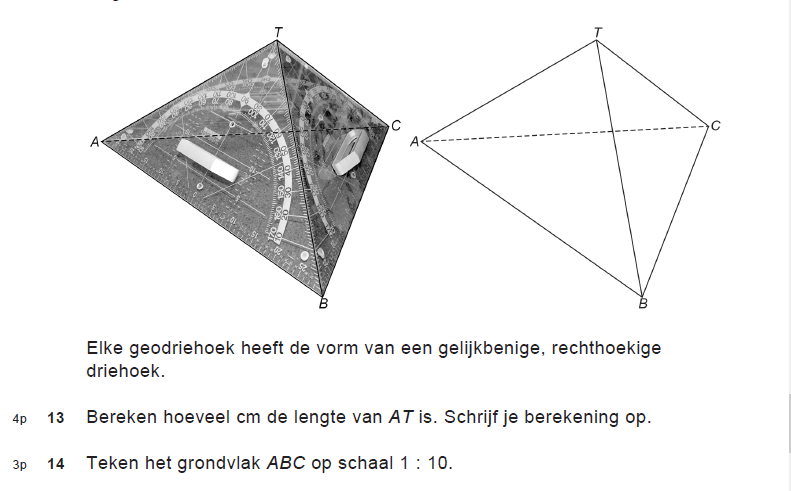 T
T
A
C
A
C
B
B
Elke geodriehoek heeft de vorm van een gelijkbenige, rechthoekige
driehoek.
4p 13 Bereken hoeveel cm de lengte van AT is. Schrijf je berekening op.
3p 14 Teken het grondvlak ABC op schaal 1 : 10.